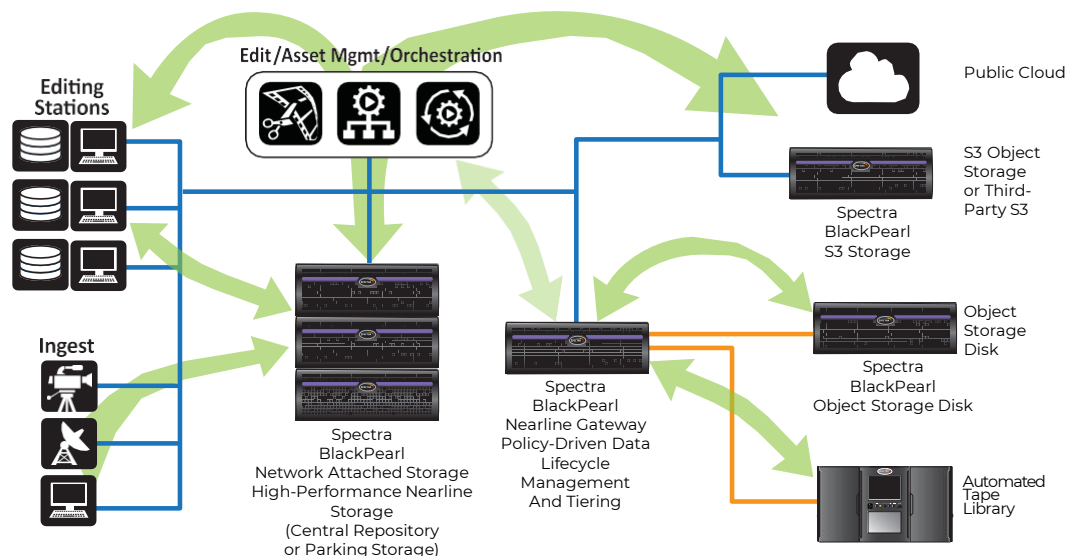 Edit/Asset Mgmt/Orchestration
Editing
Stations
Ingest
Public Cloud
S3 Object
Storage
or Third-
Party S3
Spectra
BlackPearl
S3 Storage
Object
Storage
Disk
Spectra
BlackPearl
Object Storage Disk
Spectra
BlackPearl
Nearline Gateway
Policy-Driven Data
Lifecycle
Management
And Tiering
Spectra
BlackPearl
Network Attached Storage
High-Performance Nearline
Storage
(Central Repository
or Parking Storage)
Automated
Tape
Library